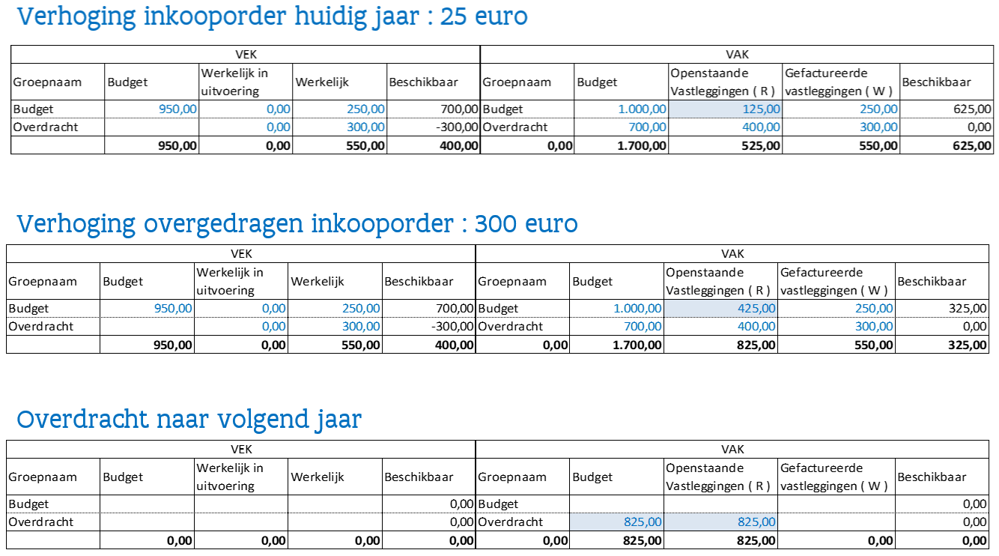 Verhoging inkooporder huidig jaar : 25 euro
VEK VAK
Groepnaam Budget Werkelijk in uitvoering Werkelijk Beschikbaar Groepnaam Budget Openstaande Vastleggingen ( R ) Gefactureerde vastleggingen ( W ) Beschikbaar
Budget 950,00 0,00 250,00 700,00 Budget 1.000,00 125,00 250,00 625,00
Overdracht 0,00 300,00 -300,00 Overdracht 700,00 400,00 300,00 0,00
950,00 0,00 550,00 400,00 0,00 1.700,00 525,00 550,00 625,00
Verhoging overgedragen inkooporder : 300 euro
VEK VAK
Groepnaam Budget Werkelijk in uitvoering Werkelijk Beschikbaar Groepnaam Budget Openstaande Vastleggingen ( R ) Gefactureerde vastleggingen ( W ) Beschikbaar
Budget 950,00 0,00 250,00 700,00 Budget 1.000,00 425,00 250,00 325,00
Overdracht 0,00 300,00 -300,00 Overdracht 700,00 400,00 300,00 0,00
950,00 0,00 550,00 400,00 0,00 1.700,00 825,00 550,00 325,00
Overdracht naar volgend jaar
VEK VAK
Groepnaam Budget Werkelijk in uitvoering Werkelijk Beschikbaar Groepnaam Budget Openstaande Vastleggingen ( R ) Gefactureerde vastleggingen ( W ) Beschikbaar
Budget 0,00 Budget 0,00
Overdracht 0,00 Overdracht 825,00 825,00 0,00
0,00 0,00 0,00 0,00 0,00 825,00 825,00 0,00 0,00